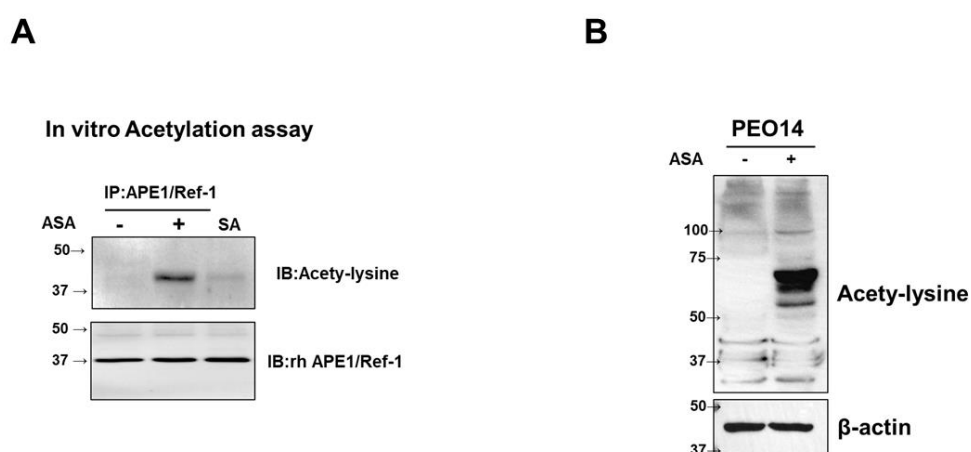 A
In vitro Acetylation assay
IP:APE1/Ref-1
ASA - + SA
50→
37 →
IB:Acety-lysine
50 →
37 →
IB:rh APE1/Ref-1
B
PEO14
ASA - +
100→
75→
50→
37→
Acety-lysine
50→
37→
β-actin